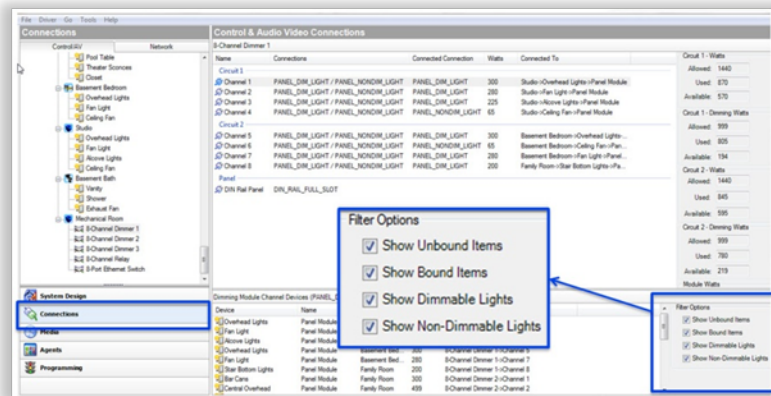 File Driver Go Tools Help
Connections
Control & Audio Video Connections
Control/AV Network
8-Channel Dimmer 1
Pool Table
Theater Sconces
Closet
Basement Bedroom
Overhead Lights
Fan Light
Ceiling Fan
Studio
Overhead Lights
Fan Light
Alcove Lights
Ceiling Fan
Basement Bath
Vanity
Shower
Exhaust Fan
Mechanical Room
8-Channel Dimmer 1
8-Channel Dimmer 2
8-Channel Dimmer 3
8-Channel Relay
8-Port Ethernet Switch
System Design
Connections
Media
Agents
Programming
Name Connections Connected Connection Watts Connected To
Circuit 1
Channel 1 PANEL_DIM_LIGHT / PANEL_NONDIM_LIGHT PANEL_DIM_LIGHT 300 Studio->Overhead Lights->Panel Module
Channel 2 PANEL_DIM_LIGHT / PANEL_NONDIM_LIGHT PANEL_DIM_LIGHT 280 Studio->Fan Light->Panel Module
Channel 3 PANEL_DIM_LIGHT / PANEL_NONDIM_LIGHT PANEL_DIM_LIGHT 225 Studio->Alcove Lights->Panel Module
Channel 4 PANEL_DIM_LIGHT / PANEL_NONDIM_LIGHT PANEL_NONDIM_LIGHT 65 Studio->Ceiling Fan->Panel Module
Circuit 2
Channel 5 PANEL_DIM_LIGHT / PANEL_NONDIM_LIGHT PANEL_DIM_LIGHT 300 Basement Bedroom->Overhead Lights-...
Channel 6 PANEL_DIM_LIGHT / PANEL_NONDIM_LIGHT PANEL_NONDIM_LIGHT 65 Basement Bedroom->Ceiling Fan->Pan...
Channel 7 PANEL_DIM_LIGHT / PANEL_NONDIM_LIGHT PANEL_DIM_LIGHT 280 Basement Bedroom->Fan Light->Panel...
Channel 8 PANEL_DIM_LIGHT / PANEL_NONDIM_LIGHT PANEL_DIM_LIGHT 200 Family Room->Stair Bottom Lights->Pa...
Panel
DIN Rail Panel DIN_RAIL_FULL_SLOT
Circuit 1 - Watts
Allowed: 1440
Used: 870
Available: 570
Circuit 1 - Dimming Watts
Allowed: 999
Used: 805
Available: 194
Circuit 2 - Watts
Allowed: 1440
Used: 845
Available: 595
Circuit 2 - Dimming Watts
Allowed: 999
Used: 780
Available: 219
Module Watts
Filter Options
Show Unbound Items
Show Bound Items
Show Dimmable Lights
Show Non-Dimmable Lights
Dimming Module Channel Devices (PANEL_D
Device Name
Overhead Lights Panel Module
Fan Light Panel Module
Alcove Lights Panel Module
Overhead Lights Panel Module Basement Bed... 300 8-Channel Dimmer 1->Channel 5
Fan Light Panel Module Basement Bed... 280 8-Channel Dimmer 1->Channel 7
Stair Bottom Lights Panel Module Family Room 200 8-Channel Dimmer 1->Channel 8
Bar Cans Panel Module Family Room 300 8-Channel Dimmer 2->Channel 1
Central Overhead Panel Module Family Room 499 8-Channel Dimmer 2->Channel 2
Filter Options
Show Unbound Items
Show Bound Items
Show Dimmable Lights
Show Non-Dimmable Lights